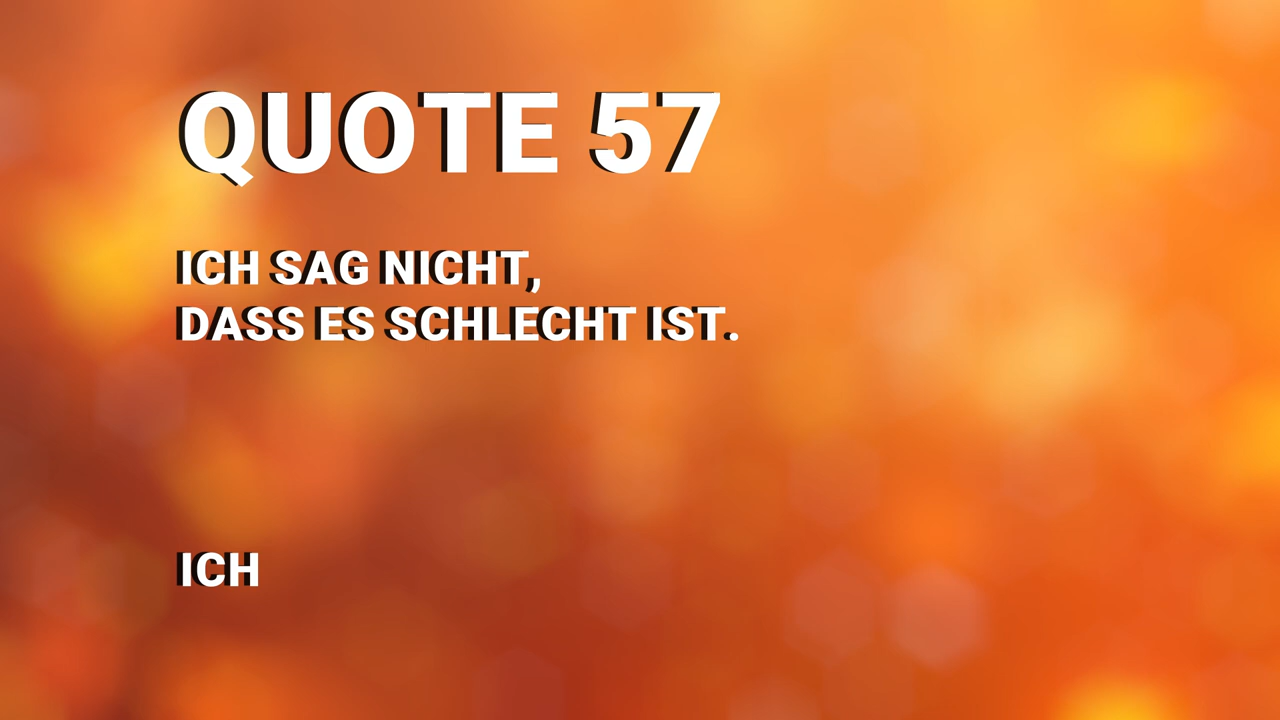 QUOTE 57
ICH SAG NICHT,
DASS ES SCHLECHT IST.
ICH